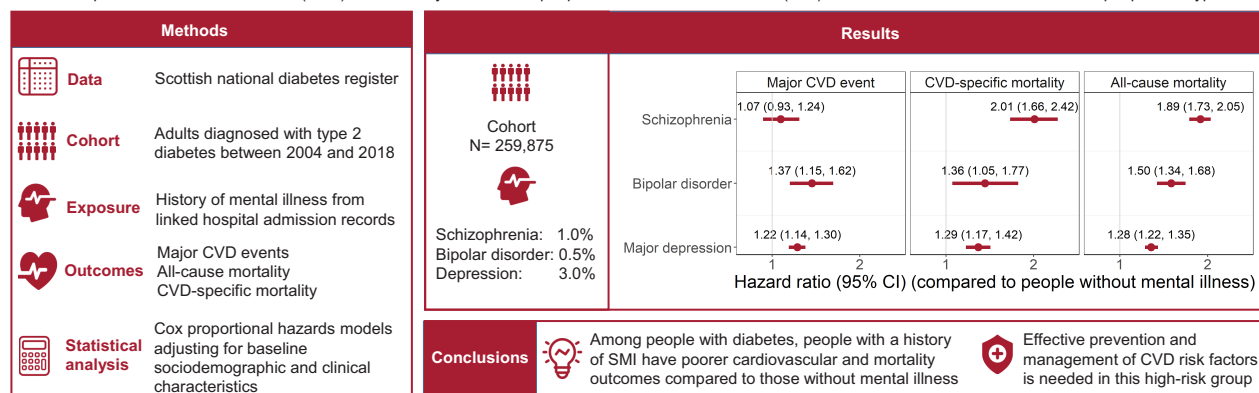 Methods
Data
Scottish national diabetes register
Cohort
Adults diagnosed with type 2
diabetes between 2004 and 2018
Exposure
History of mental illness from
linked hospital admission records
Outcomes
Major CVD events
All-cause mortality
CVD-specific mortality
Statistical
analysis
Cox proportional hazards models
adjusting for baseline
sociodemographic and clinical
characteristics
Results
Cohort
N= 259,875
Schizophrenia: 1.0%
Bipolar disorder: 0.5%
Depression: 3.0%
Major CVD event
CVD-specific mortality
All-cause mortality
Schizophrenia
1.07 (0.93, 1.24)
2.01 (1.66, 2.42)
1.89 (1.73, 2.05)
Bipolar disorder
1.37 (1.15, 1.62)
1.36 (1.05, 1.77)
1.50 (1.34, 1.68)
Major depression
1.22 (1.14, 1.30)
1.29 (1.17, 1.42)
1.28 (1.22, 1.35)
1 2 1 2 1 2
Hazard ratio (95% CI) (compared to people without mental illness)
Conclusions
Among people with diabetes, people with a history
of SMI have poorer cardiovascular and mortality
outcomes compared to those without mental illness
Effective prevention and
management of CVD risk factors
is needed in this high-risk group